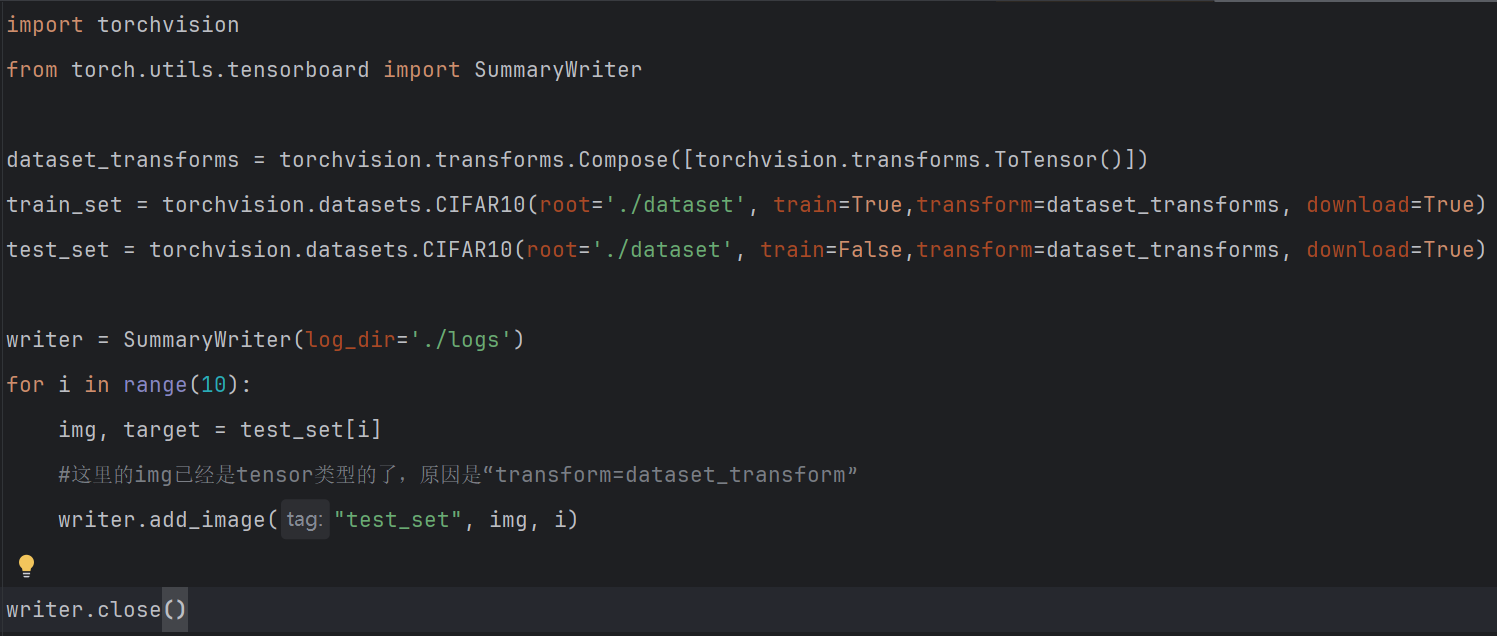 import torchvision
from torch.utils.tensorboard import SummaryWriter
dataset_transforms = torchvision.transforms.Compose([torchvision.transforms.ToTensor()])
train_set = torchvision.datasets.CIFAR10(root='./dataset', train=True,transform=dataset_transforms, download=True)
test_set = torchvision.datasets.CIFAR10(root='./dataset', train=False,transform=dataset_transforms, download=True)
writer = SummaryWriter(log_dir='./logs')
for i in range(10):
    img, target = test_set[i]
    #这里的img已经是tensor类型的了，原因是“transform=dataset_transform”
    writer.add_image( tag: "test_set", img, i)
writer.close()